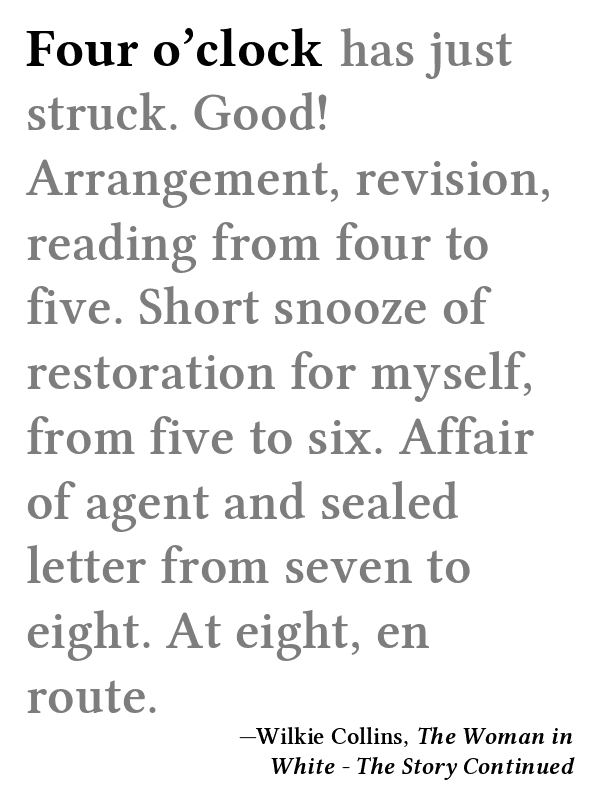 Four o’clock has just
struck. Good!
Arrangement, revision,
reading from four to
five. Short snooze of
restoration for myself,
from five to six. Affair
of agent and sealed
letter from seven to
eight. At eight, en
route.
—Wilkie Collins, The Woman in
White - The Story Continued